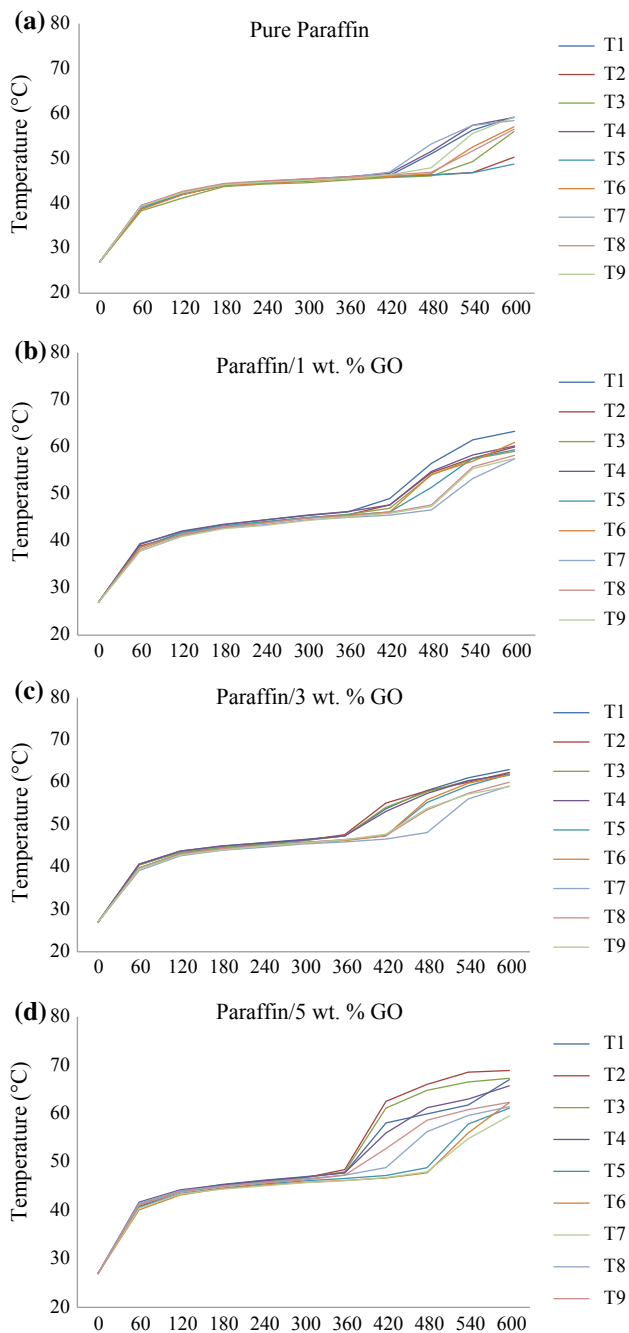 (a)
Pure Paraffin
Temperature (°C)
80
70
60
50
40
30
20
0 60 120 180 240 300 360 420 480 540 600
T1
T2
T3
T4
T5
T6
T7
T8
T9
(b)
Paraffin/1 wt. % GO
Temperature (°C)
80
70
60
50
40
30
20
0 60 120 180 240 300 360 420 480 540 600
T1
T2
T3
T4
T5
T6
T7
T8
T9
(c)
Paraffin/3 wt. % GO
Temperature (°C)
80
70
60
50
40
30
20
0 60 120 180 240 300 360 420 480 540 600
T1
T2
T3
T4
T5
T6
T7
T8
T9
(d)
Paraffin/5 wt. % GO
Temperature (°C)
80
70
60
50
40
30
20
0 60 120 180 240 300 360 420 480 540 600
T1
T2
T3
T4
T5
T6
T7
T8
T9